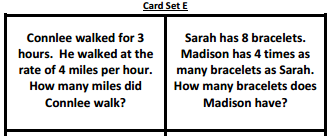 Card Set E
Connlee walked for 3
hours.  He walked at the
rate of 4 miles per hour.
How many miles did
Connlee walk?
Sarah has 8 bracelets.
Madison has 4 times as
many bracelets as Sarah.
How many bracelets does
Madison have?